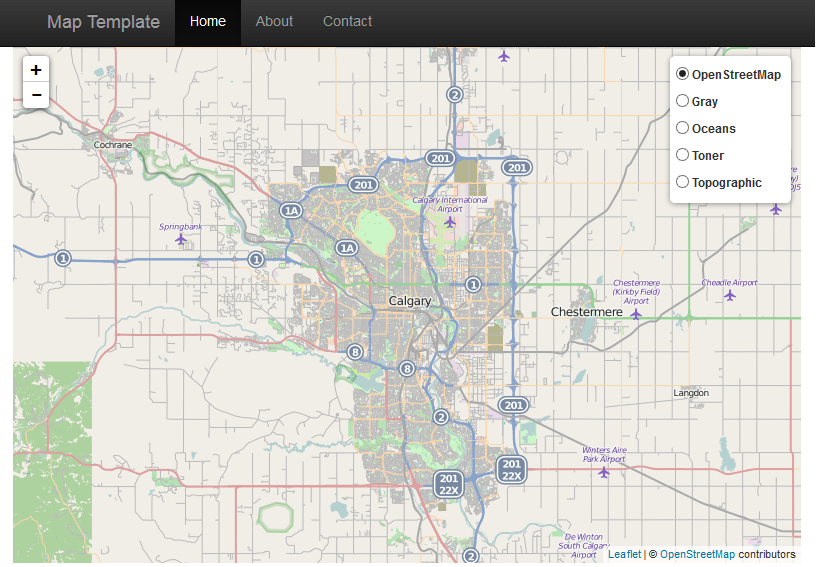 Map Template Home About Contact
+
−
OpenStreetMap
Gray
Oceans
Toner
Topographic
2
Cochrane
201
201
201
1A
Calgary International
Airport
Springbank
1A
1
1
1
Chestermere
(Kirkby Field)
Airport
Cheadle Airport
Calgary
Chestermere
8
8
Langdon
201
2
Winters Aire
Park Airport
201
22X
201
22X
De Winton
South Calgary
Airport
2
Leaflet | © OpenStreetMap contributors